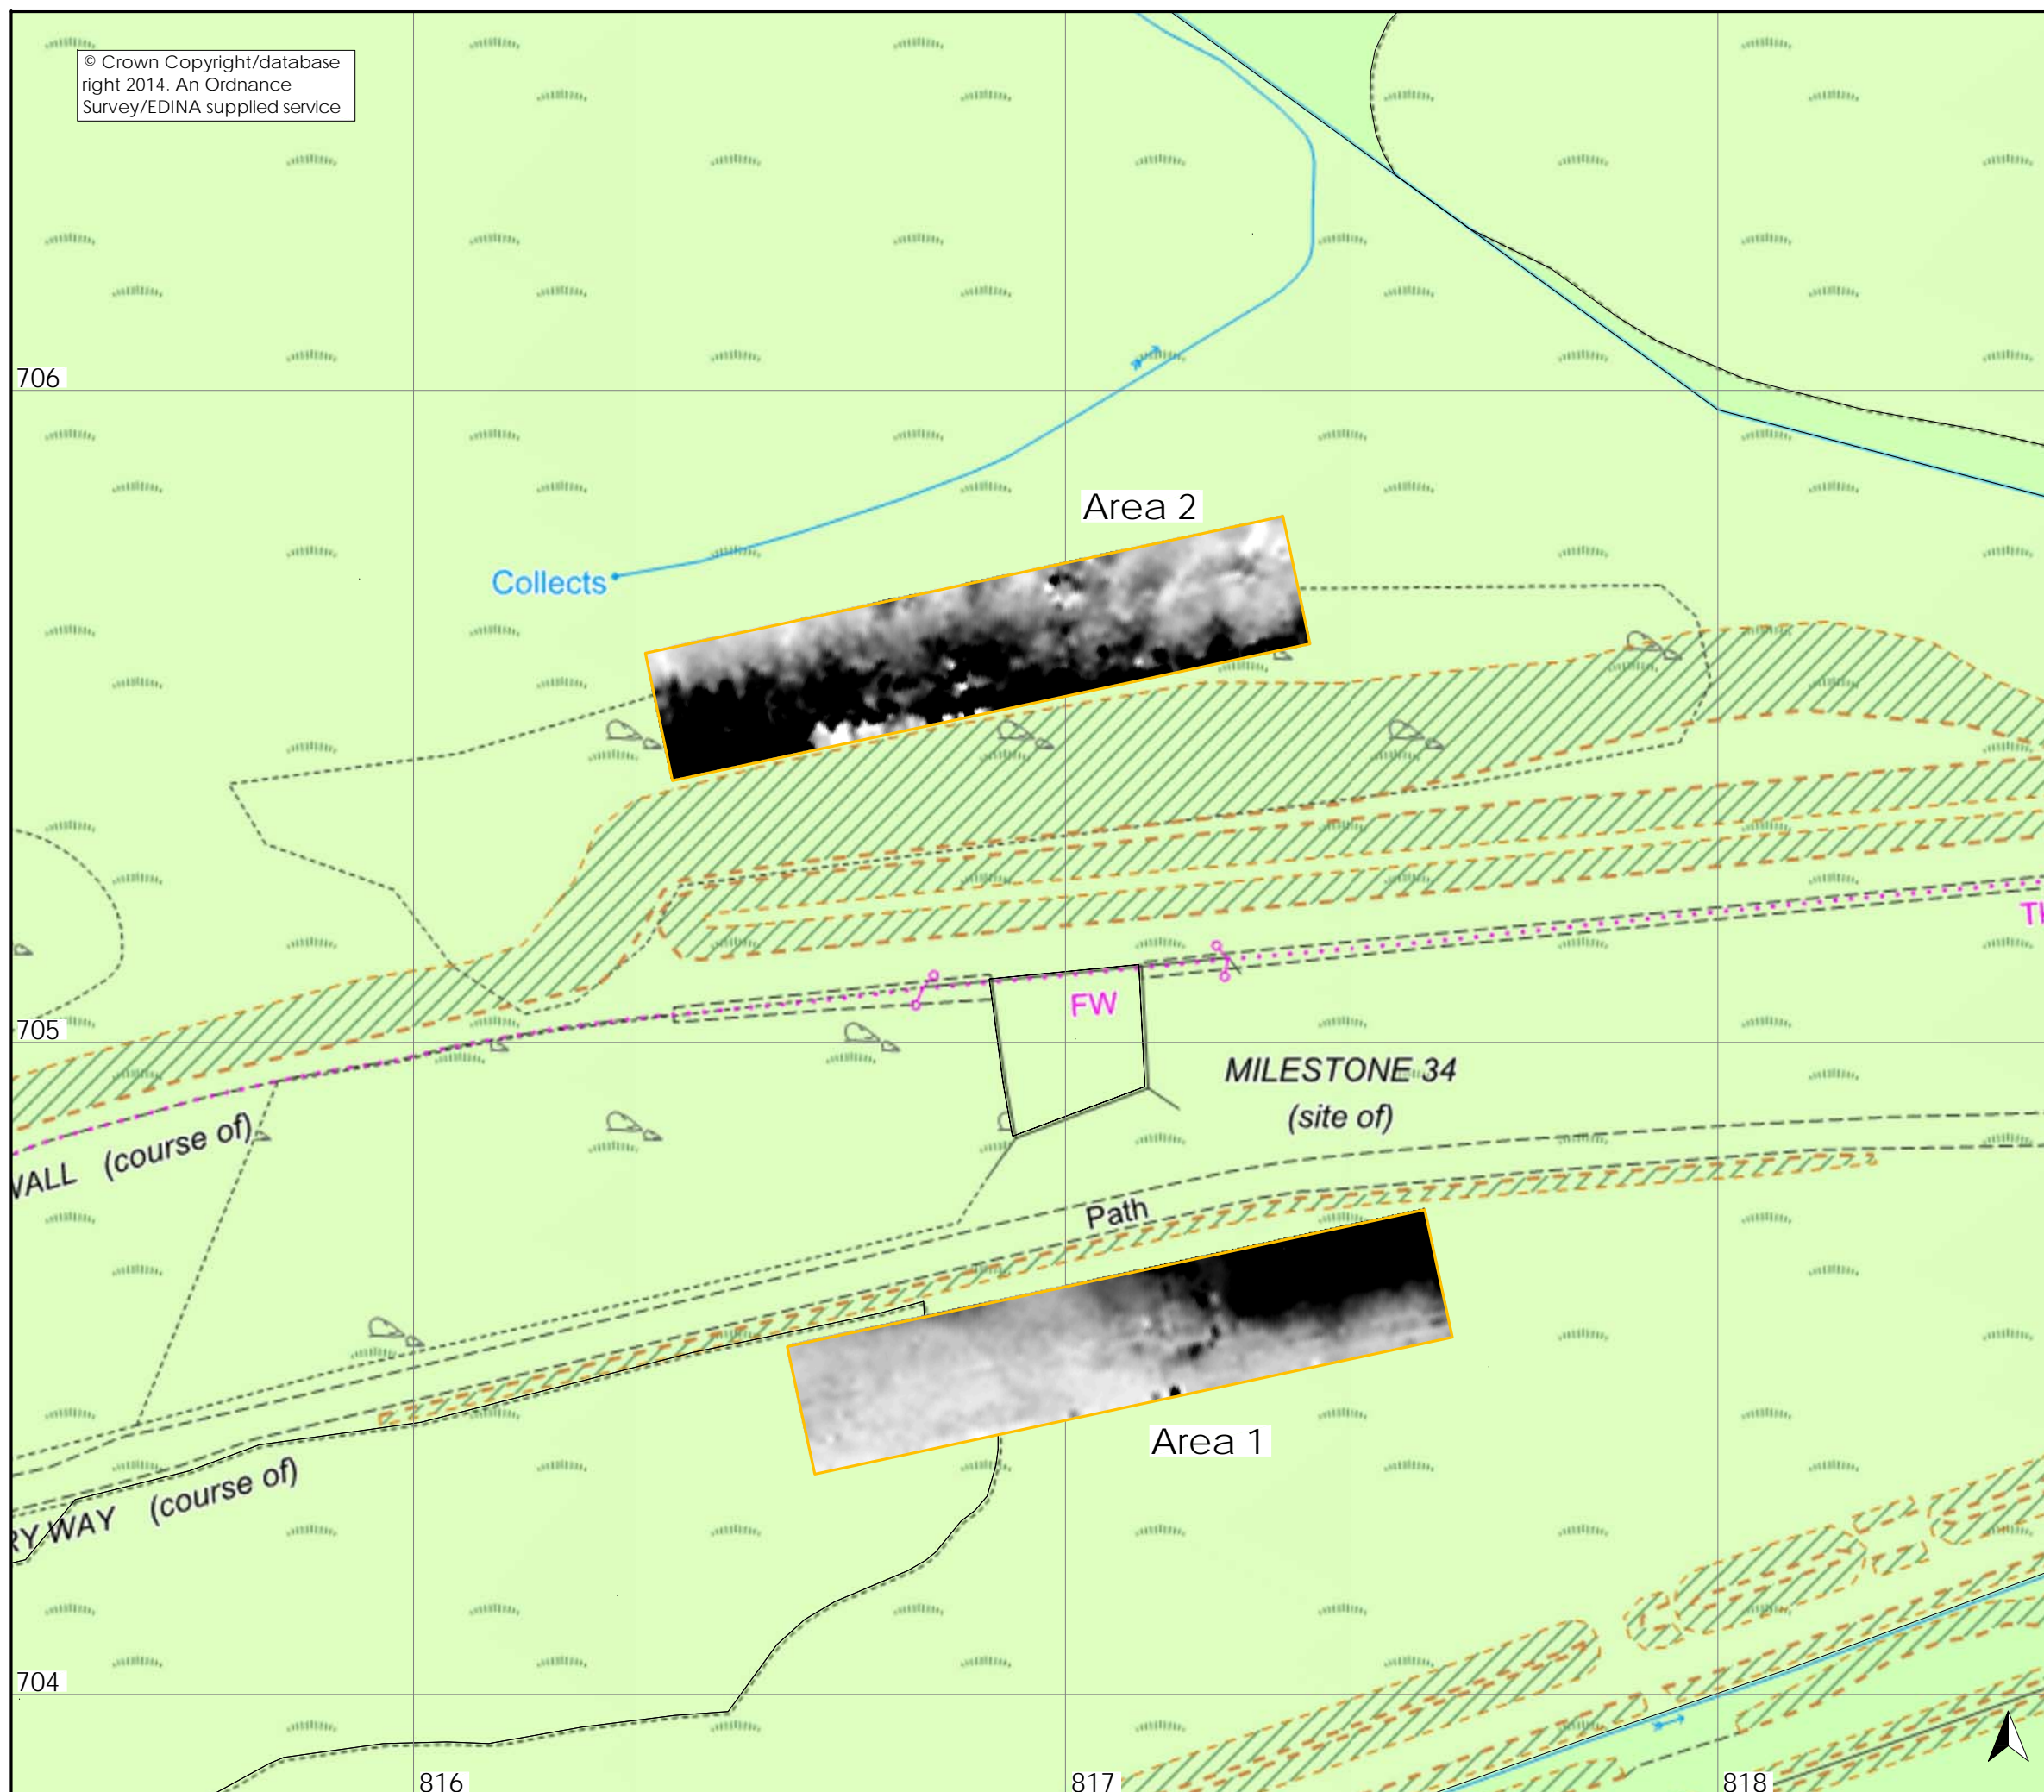 © Crown Copyright/database
right 2014. An Ordnance
Survey/EDINA supplied service
706
Area 2
Collects
705
FW
MILESTONE 34
(site of)
WALL (course of)
Path
Area 1
RY WAY (course of)
704
816
817
818